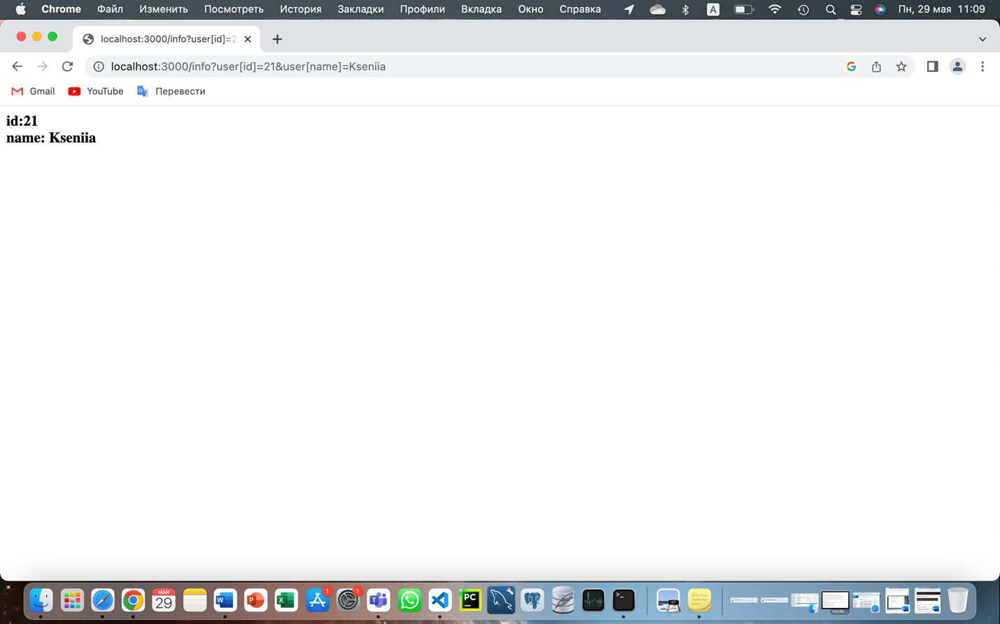 Chrome Файл Изменить Посмотреть История Закладки Профили Вкладка Окно Справка A Пн, 29 мая 11:09
localhost:3000/info?user[id]=2
localhost:3000/info?user[id]=21&user[name]=Kseniia
Gmail YouTube Перевести
id:21
name: Kseniia
1 1
МАЙ
29 W P X PC >_
node...